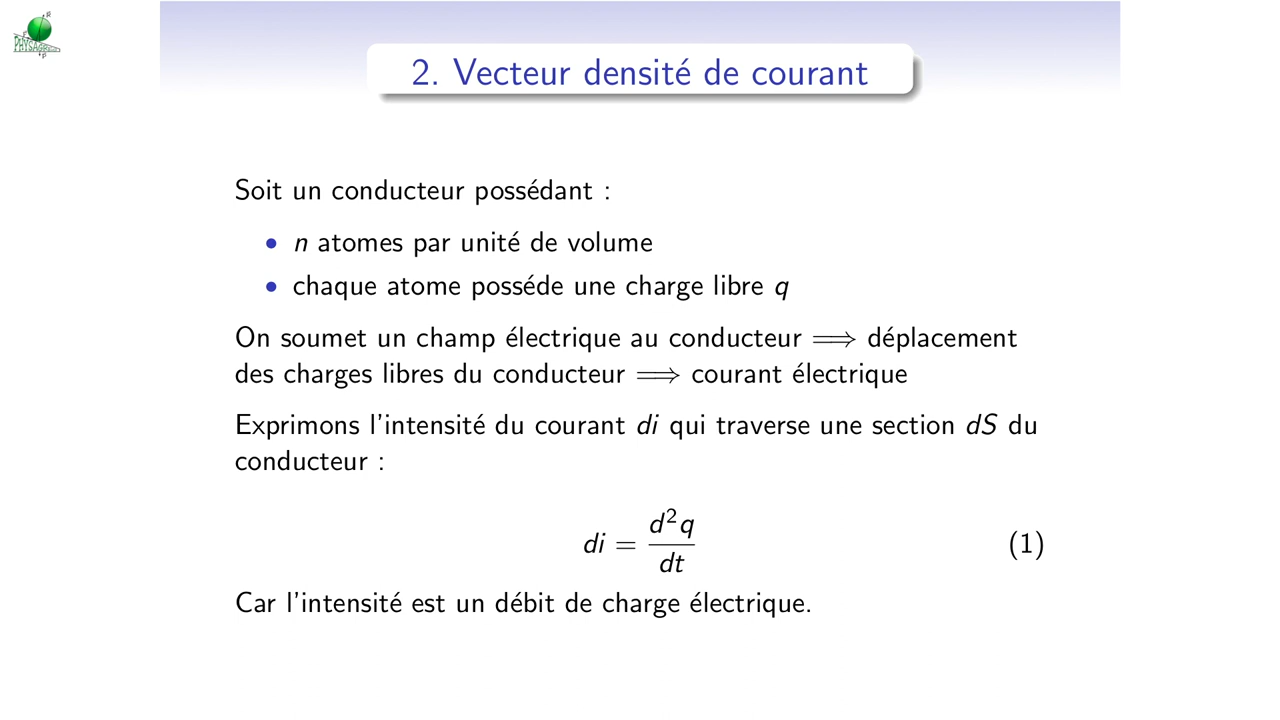 2. Vecteur densité de courant
Soit un conducteur possédant :
• n atomes par unité de volume
• chaque atome posséde une charge libre q
On soumet un champ électrique au conducteur ⟹ déplacement
des charges libres du conducteur ⟹ courant électrique
Exprimons l'intensité du courant di qui traverse une section dS du
conducteur :
di = d²q / dt (1)
Car l'intensité est un débit de charge électrique.